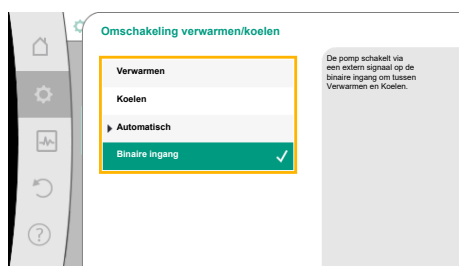 Omschakeling verwarmen/koelen
Verwarmen
Koelen
Automatisch
Binaire ingang
De pomp schakelt via
een extern signaal op de
binaire ingang om tussen
Verwarmen en Koelen.